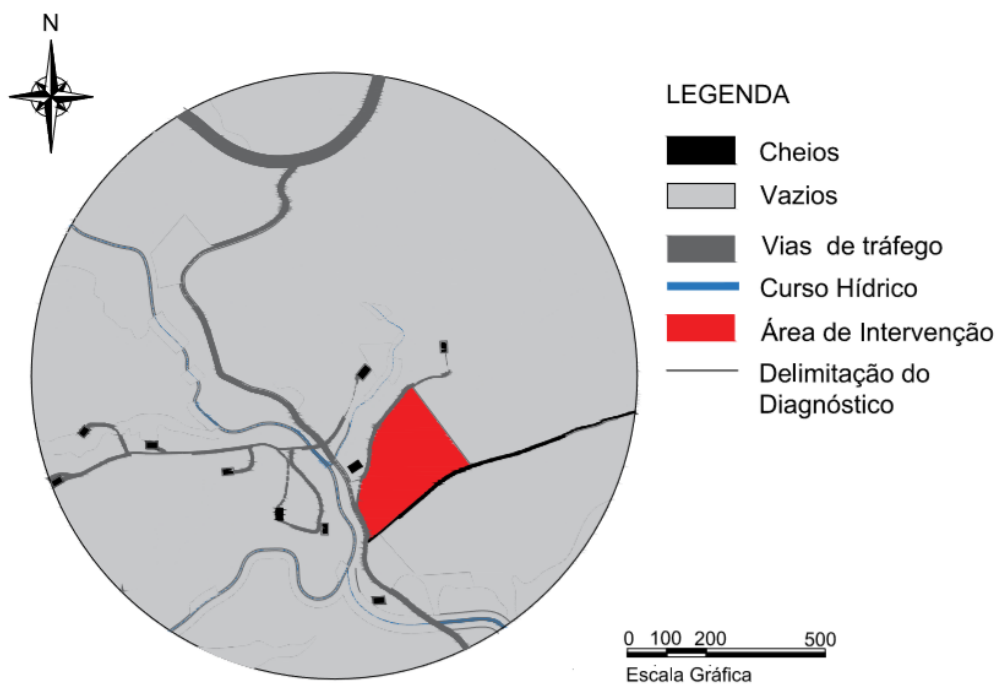 N
LEGENDA
Cheios
Vazios
Vias de tráfego
Curso Hídrico
Área de Intervenção
Delimitação do
Diagnóstico
0 100 200 500
Escala Gráfica